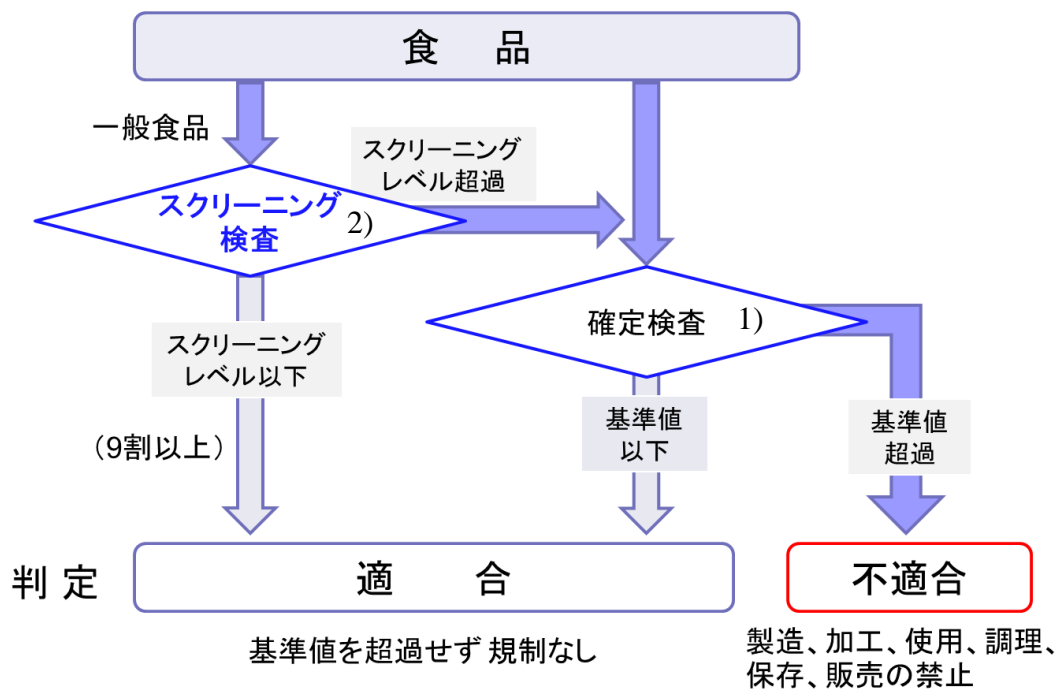 食 品
一般食品
スクリーニング
レベル超過
スクリーニング
検査 2)
確定検査 1)
スクリーニング
レベル以下
(9割以上)
基準値
以下
基準値
超過
判 定
適 合
不適合
基準値を超過せず 規制なし
製造、加工、使用、調理、
保存、販売の禁止